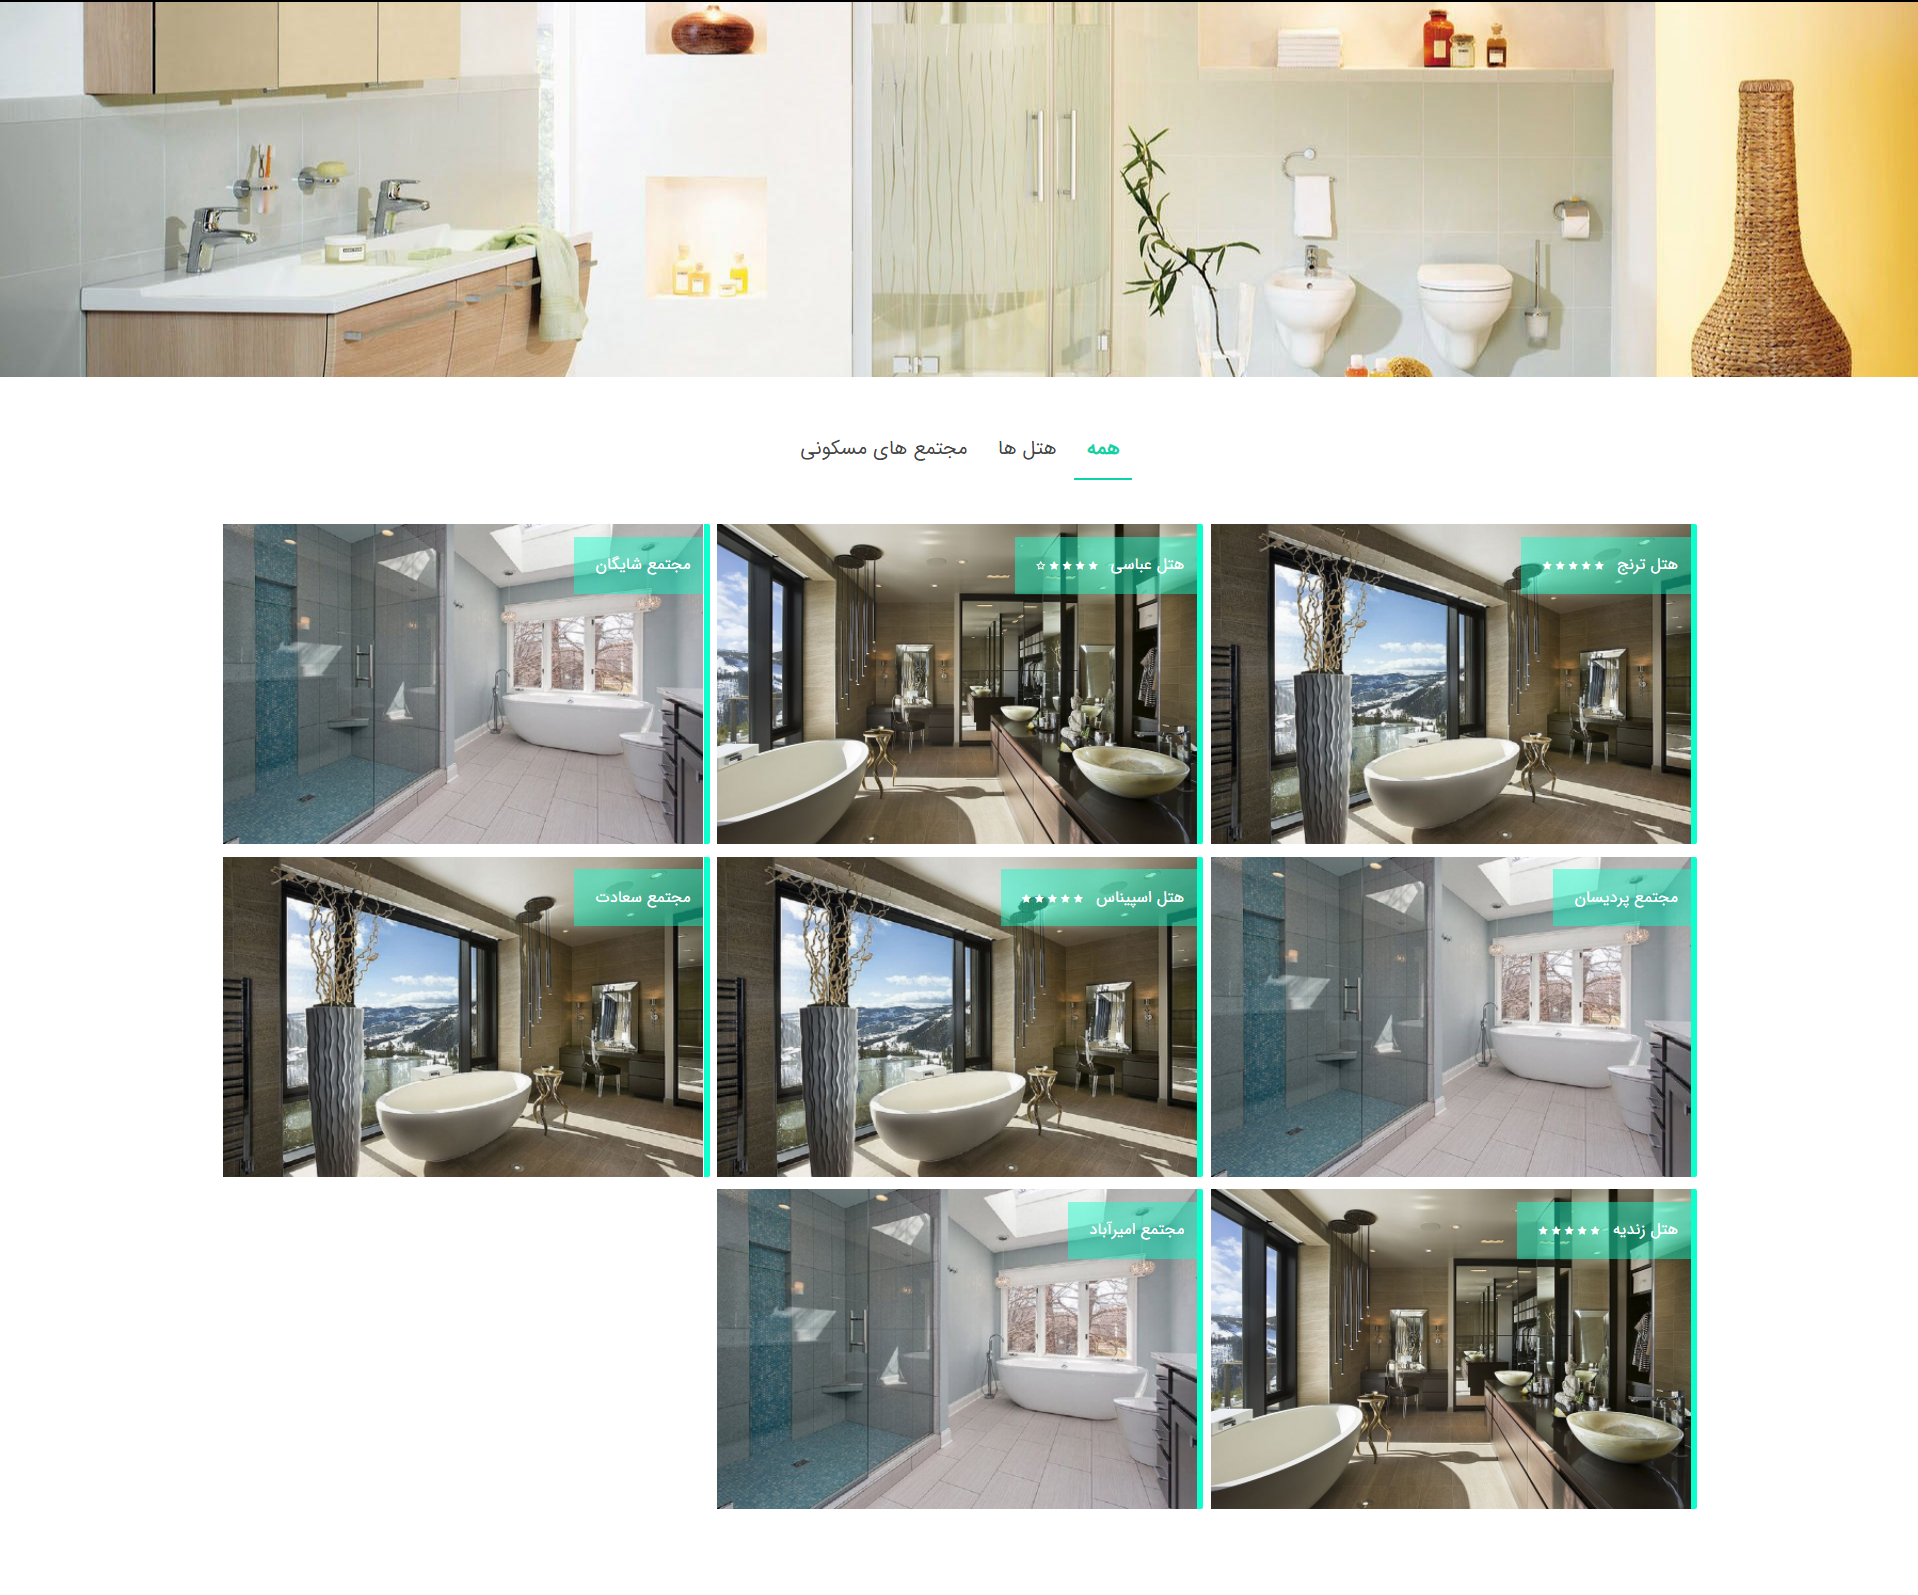 همه هتل ها مجتمع های مسکونی
هتل ترنج ★★★★★
هتل عباسی ★★★★☆
مجتمع شایگان
مجتمع پردیسان
هتل اسپیناس ★★★★★
مجتمع سعادت
هتل زندیه ★★★★★
مجتمع امیرآباد